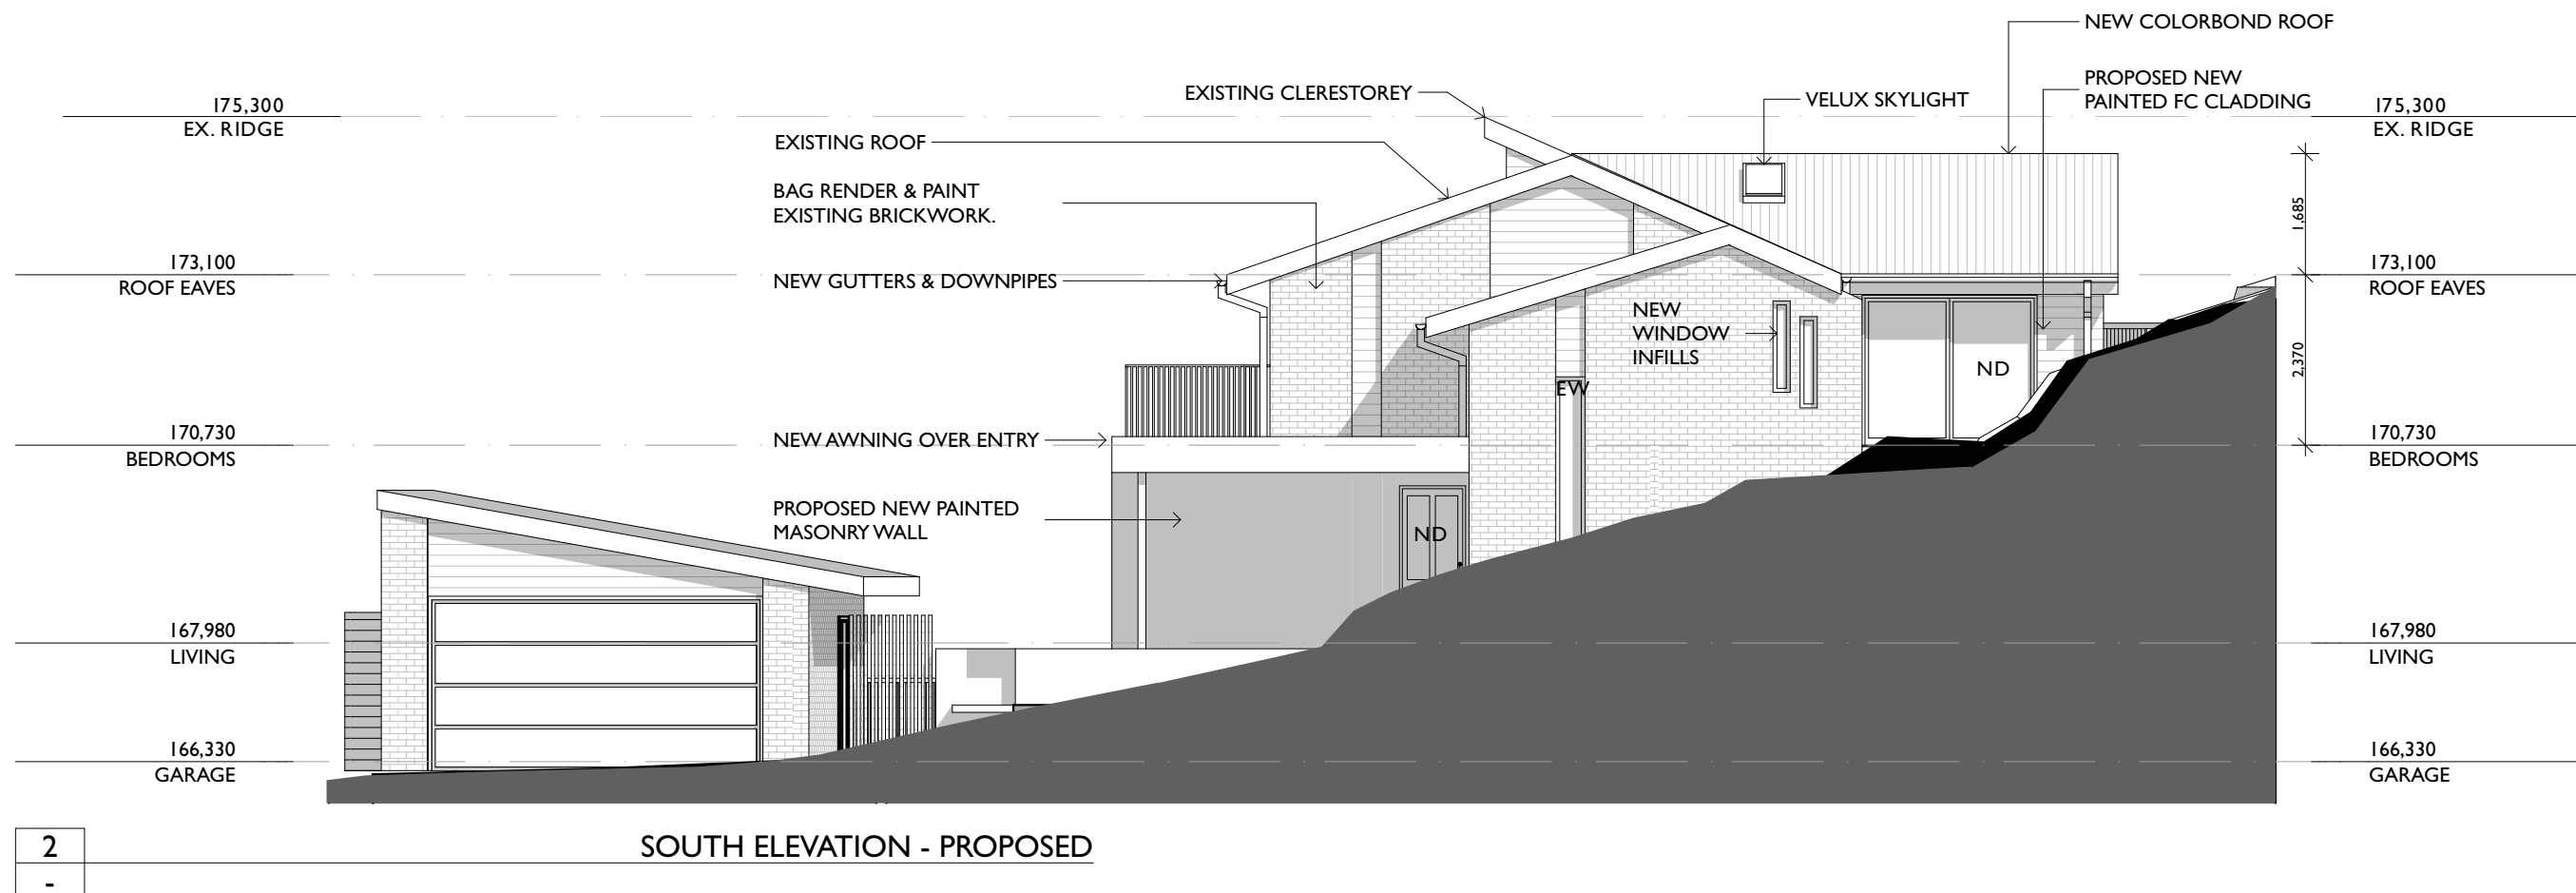 NEW COLORBOND ROOF
PROPOSED NEW
PAINTED FC CLADDING
EXISTING CLERESTOREY
VELUX SKYLIGHT
175,300
EX. RIDGE
175,300
EX. RIDGE
EXISTING ROOF
BAG RENDER & PAINT
EXISTING BRICKWORK.
1,685
173,100
ROOF EAVES
NEW GUTTERS & DOWNPIPES
173,100
ROOF EAVES
NEW
WINDOW
INFILLS
2,370
ND
EW
170,730
BEDROOMS
NEW AWNING OVER ENTRY
170,730
BEDROOMS
PROPOSED NEW PAINTED
MASONRY WALL
ND
167,980
LIVING
167,980
LIVING
166,330
GARAGE
166,330
GARAGE
2
-
SOUTH ELEVATION - PROPOSED